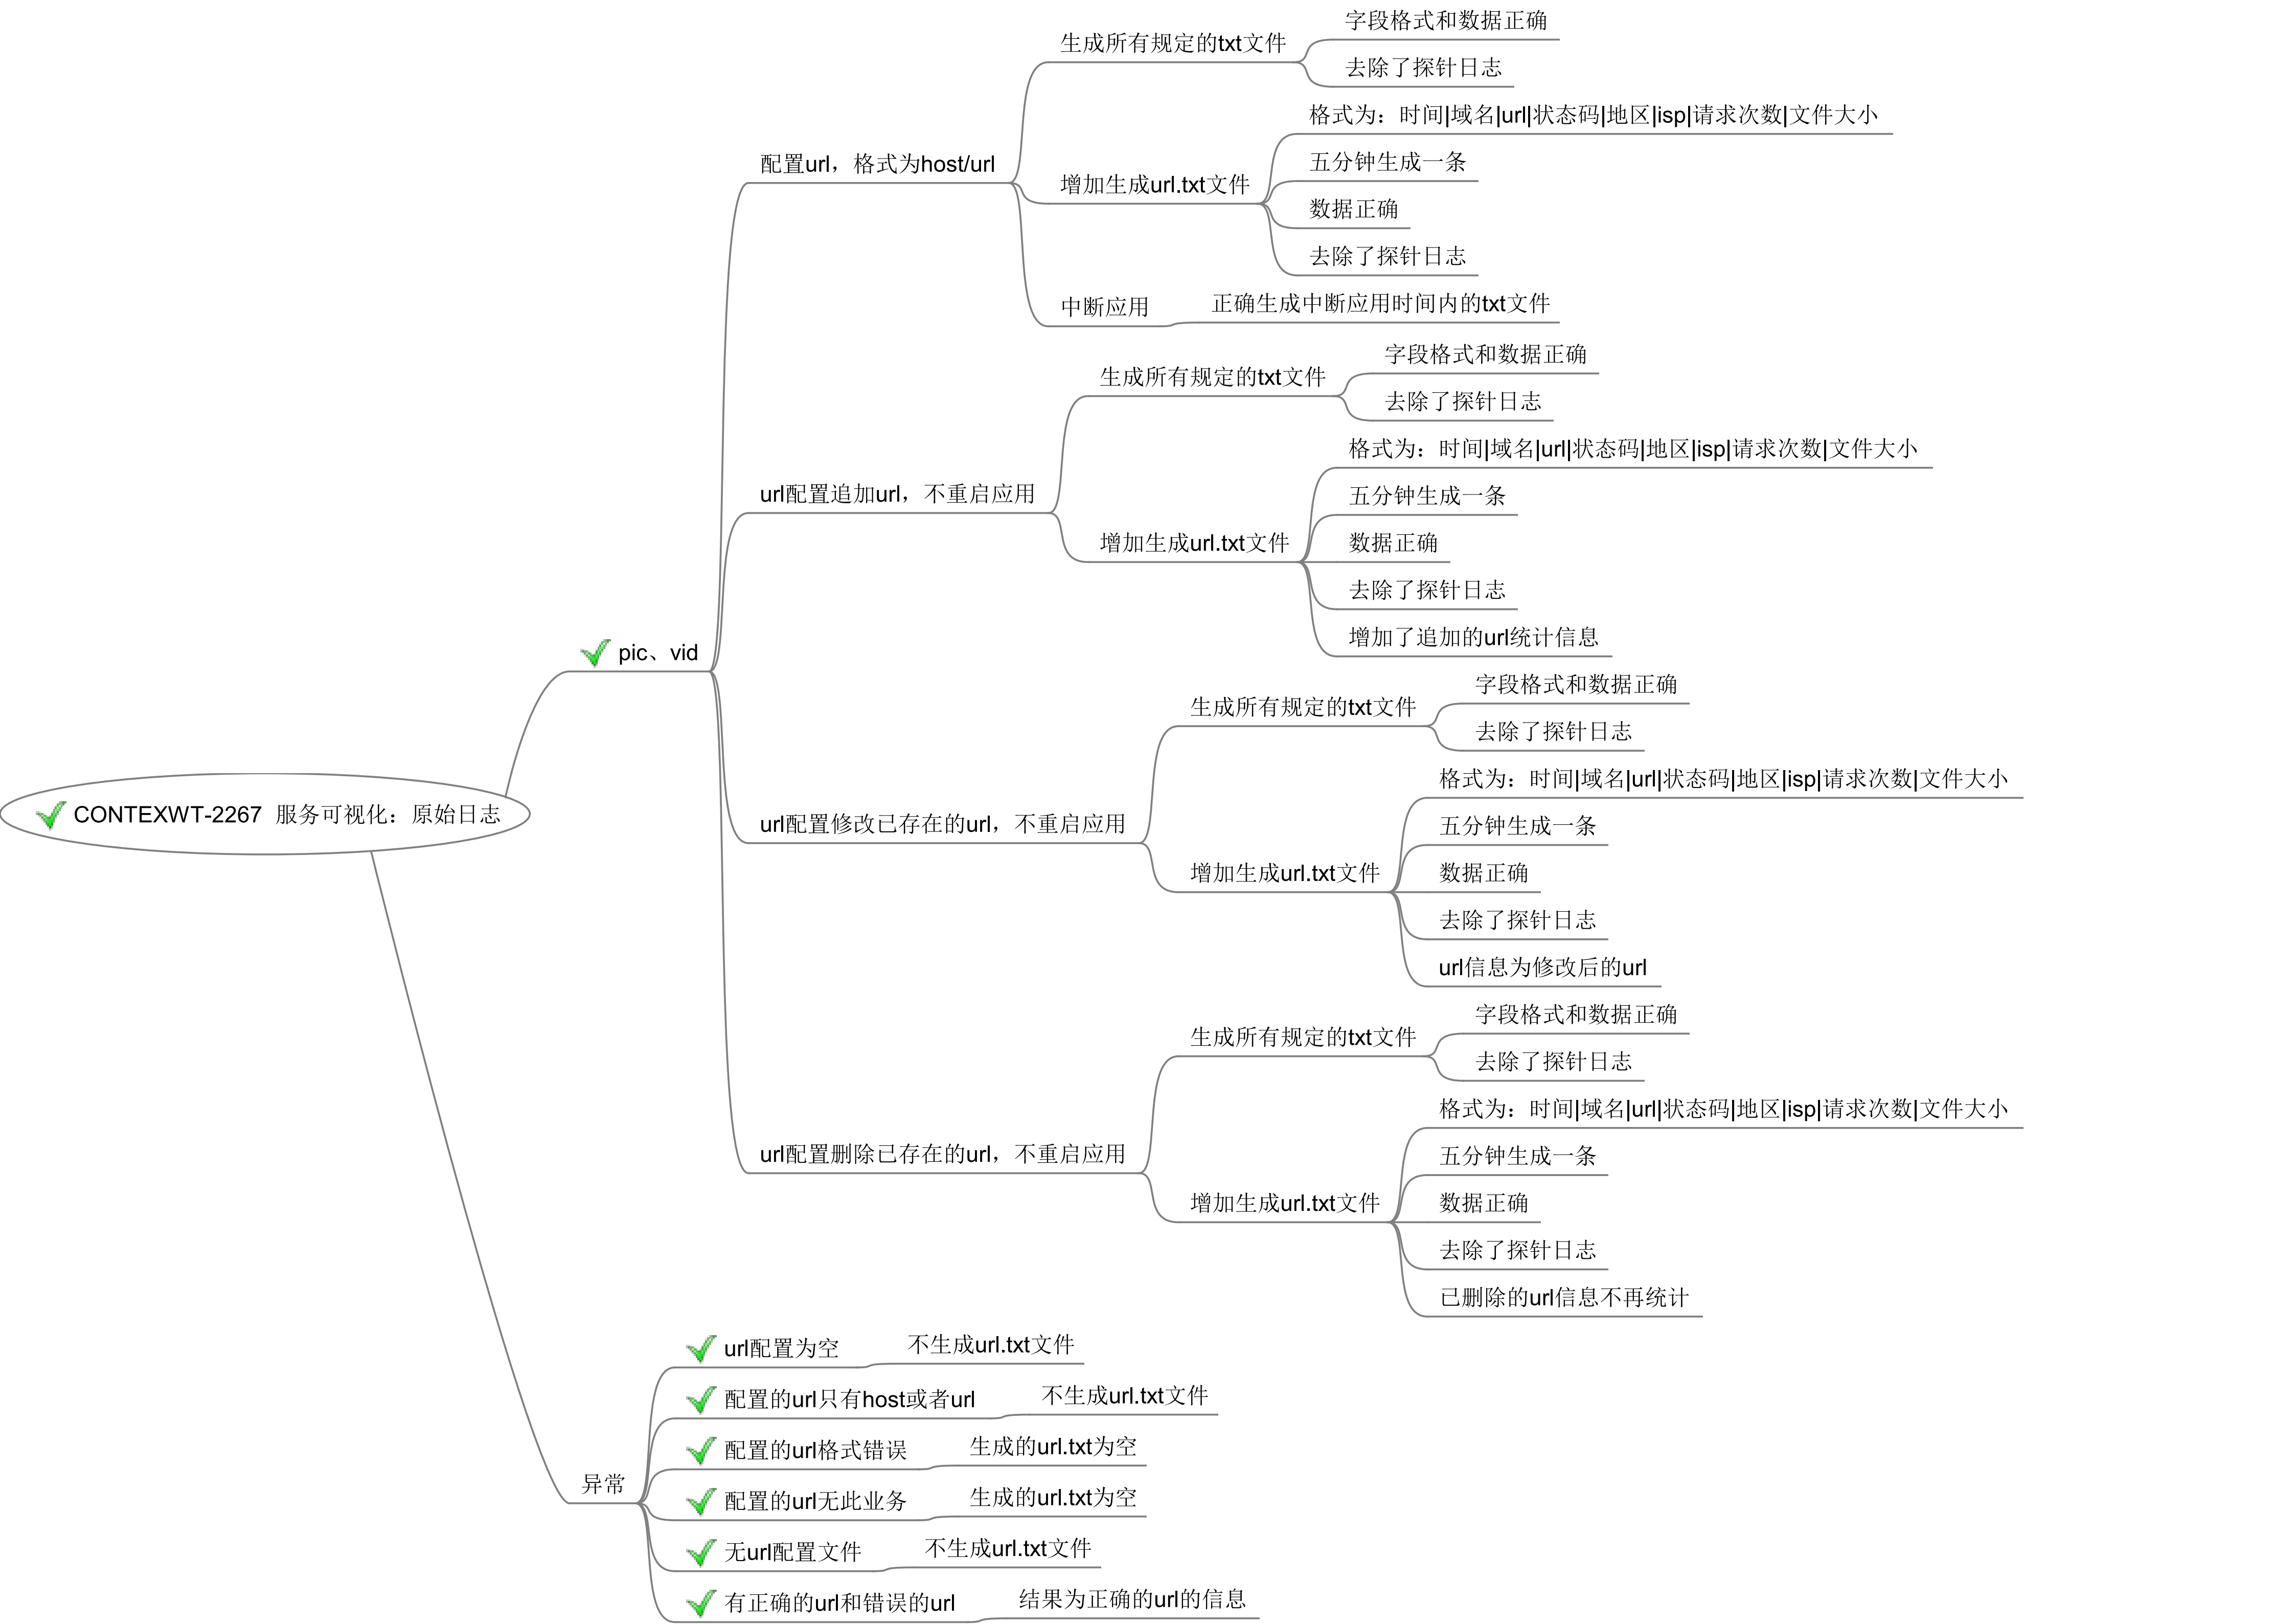 CONTEXWT-2267  服务可视化：原始日志
pic、vid
配置url，格式为host/url
生成所有规定的txt文件
字段格式和数据正确
去除了探针日志
增加生成url.txt文件
格式为：时间|域名|url|状态码|地区|isp|请求次数|文件大小
五分钟生成一条
数据正确
去除了探针日志
中断应用
正确生成中断应用时间内的txt文件
url配置追加url，不重启应用
生成所有规定的txt文件
字段格式和数据正确
去除了探针日志
增加生成url.txt文件
格式为：时间|域名|url|状态码|地区|isp|请求次数|文件大小
五分钟生成一条
数据正确
去除了探针日志
增加了追加的url统计信息
url配置修改已存在的url，不重启应用
生成所有规定的txt文件
字段格式和数据正确
去除了探针日志
增加生成url.txt文件
格式为：时间|域名|url|状态码|地区|isp|请求次数|文件大小
五分钟生成一条
数据正确
去除了探针日志
url信息为修改后的url
url配置删除已存在的url，不重启应用
生成所有规定的txt文件
字段格式和数据正确
去除了探针日志
增加生成url.txt文件
格式为：时间|域名|url|状态码|地区|isp|请求次数|文件大小
五分钟生成一条
数据正确
去除了探针日志
已删除的url信息不再统计
异常
url配置为空
不生成url.txt文件
配置的url只有host或者url
不生成url.txt文件
配置的url格式错误
生成的url.txt为空
配置的url无此业务
生成的url.txt为空
无url配置文件
不生成url.txt文件
有正确的url和错误的url
结果为正确的url的信息